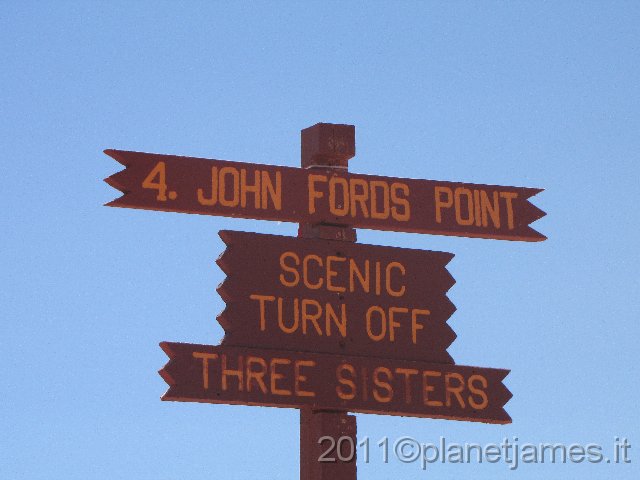 4. JOHN FORDS POINT
SCENIC
TURN OFF
THREE SISTERS
2011©planetjames.it